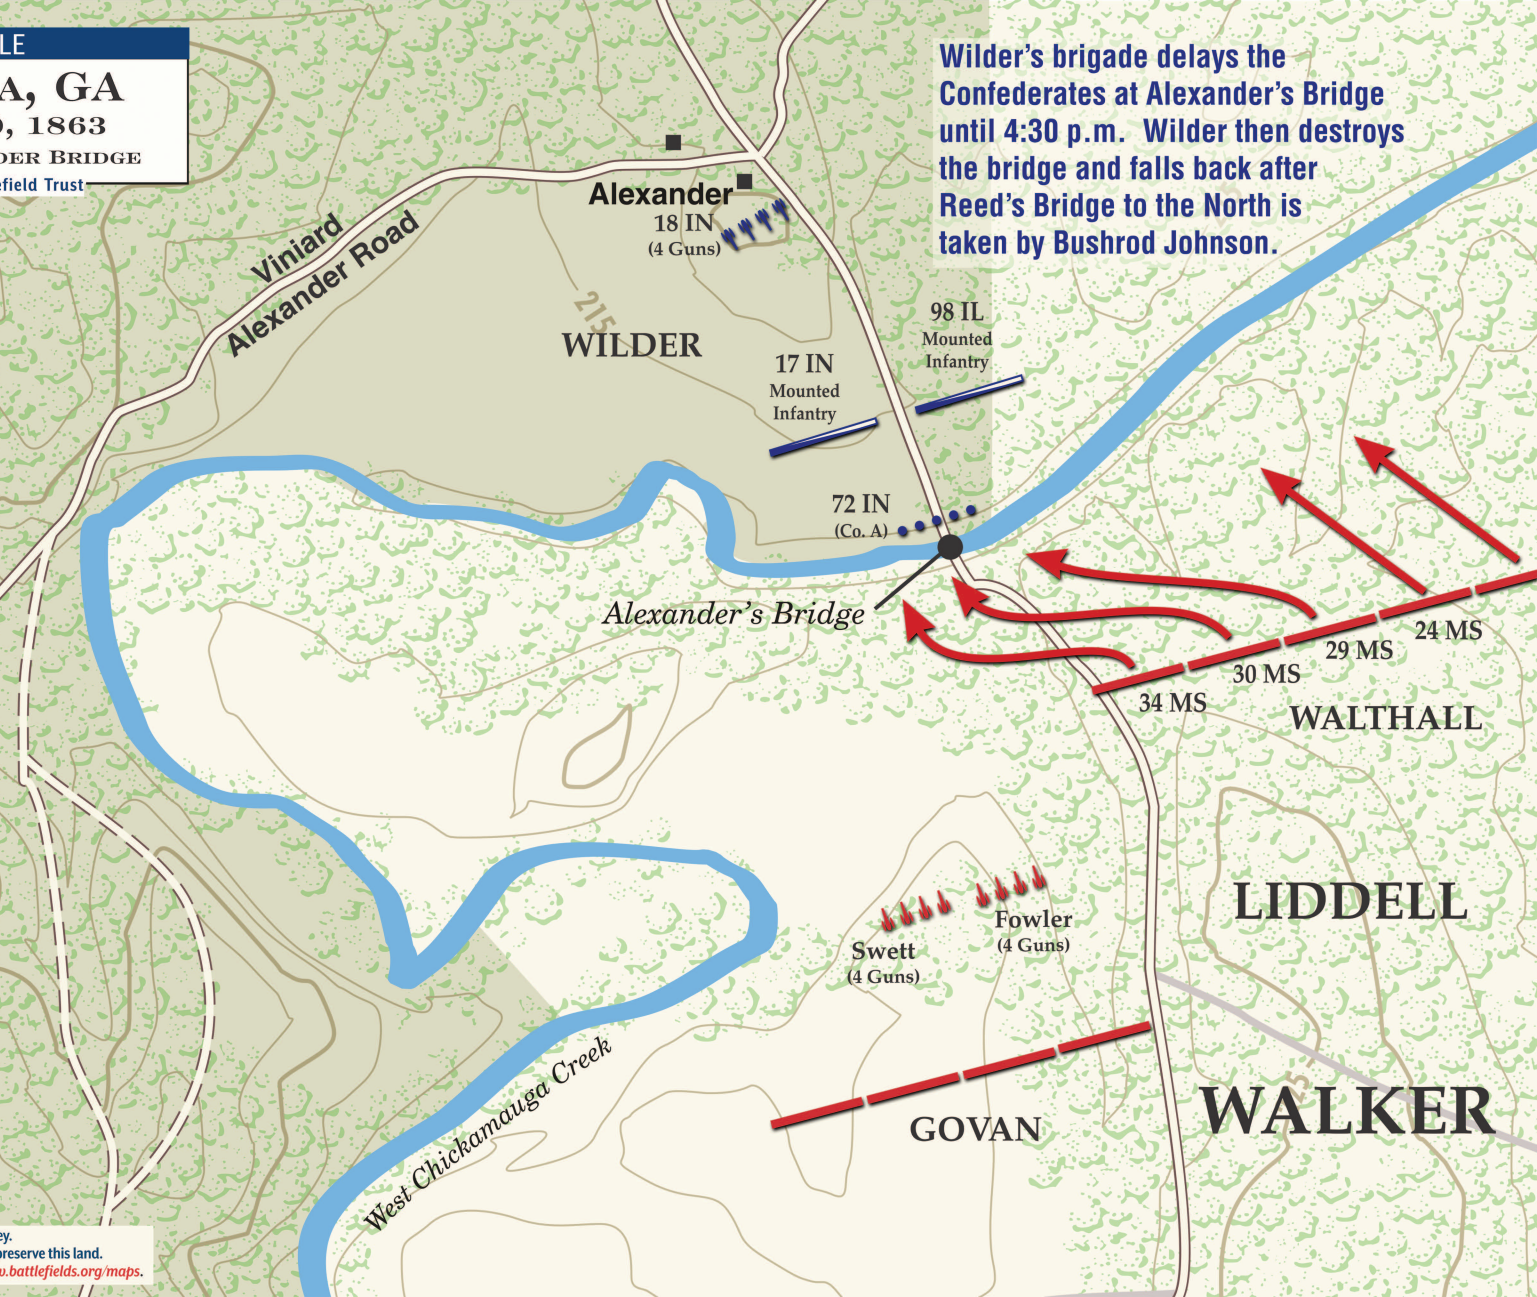 LE
A, GA
, 1863
DER BRIDGE
efield Trust
Wilder's brigade delays the
Confederates at Alexander's Bridge
until 4:30 p.m. Wilder then destroys
the bridge and falls back after
Reed's Bridge to the North is
taken by Bushrod Johnson.
Alexander
18 IN
(4 Guns)
Viniard
Alexander Road
215
WILDER
98 IL
Mounted
Infantry
17 IN
Mounted
Infantry
72 IN
(Co. A)
Alexander's Bridge
24 MS
29 MS
30 MS
34 MS
WALTHALL
LIDDELL
Fowler
(4 Guns)
Swett
(4 Guns)
West Chickamauga Creek
GOVAN
WALKER
ey.
preserve this land.
w.battlefields.org/maps.